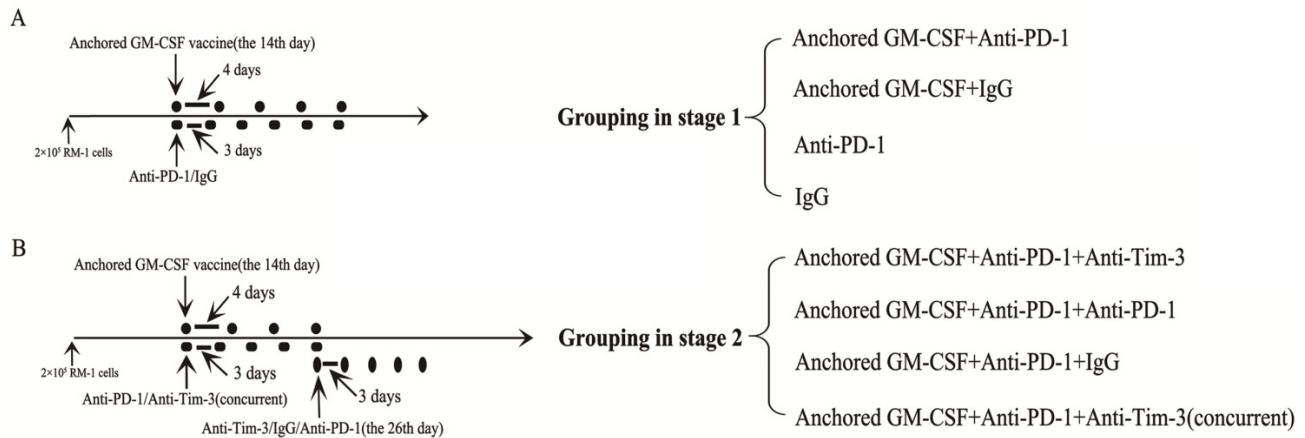 A
Anchored GM-CSF vaccine(the 14th day)
4 days
2×10⁵ RM-1 cells
3 days
Anti-PD-1/IgG
Grouping in stage 1
Anchored GM-CSF+Anti-PD-1
Anchored GM-CSF+IgG
Anti-PD-1
IgG
B
Anchored GM-CSF vaccine(the 14th day)
4 days
2×10⁵ RM-1 cells
3 days
Anti-PD-1/Anti-Tim-3(concurrent)
3 days
Anti-Tim-3/IgG/Anti-PD-1(the 26th day)
Grouping in stage 2
Anchored GM-CSF+Anti-PD-1+Anti-Tim-3
Anchored GM-CSF+Anti-PD-1+Anti-PD-1
Anchored GM-CSF+Anti-PD-1+IgG
Anchored GM-CSF+Anti-PD-1+Anti-Tim-3(concurrent)